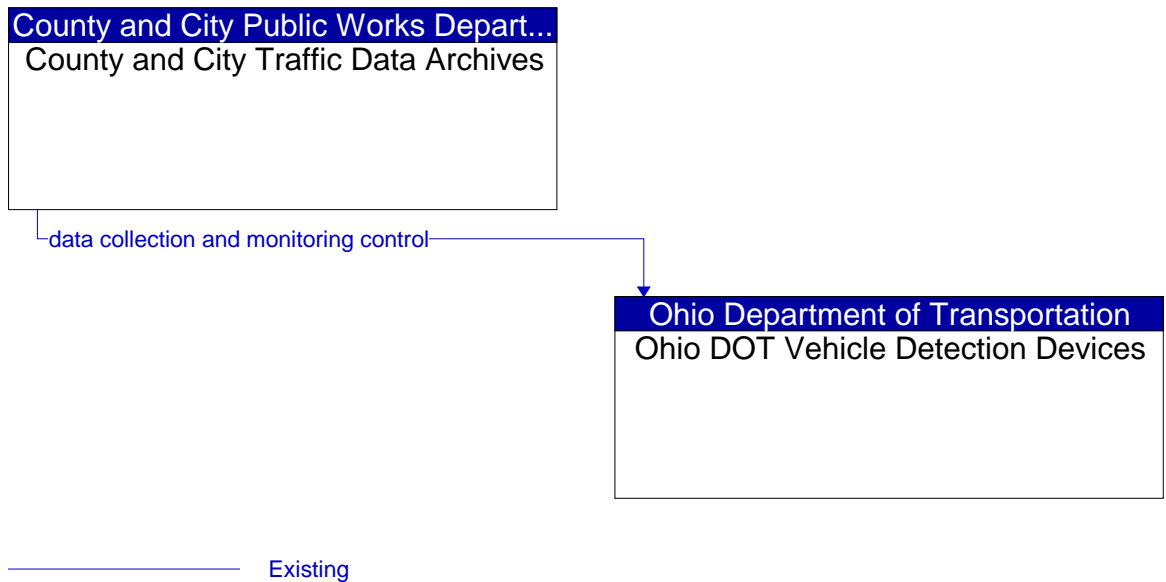 County and City Public Works Depart...
County and City Traffic Data Archives
data collection and monitoring control
Ohio Department of Transportation
Ohio DOT Vehicle Detection Devices
Existing